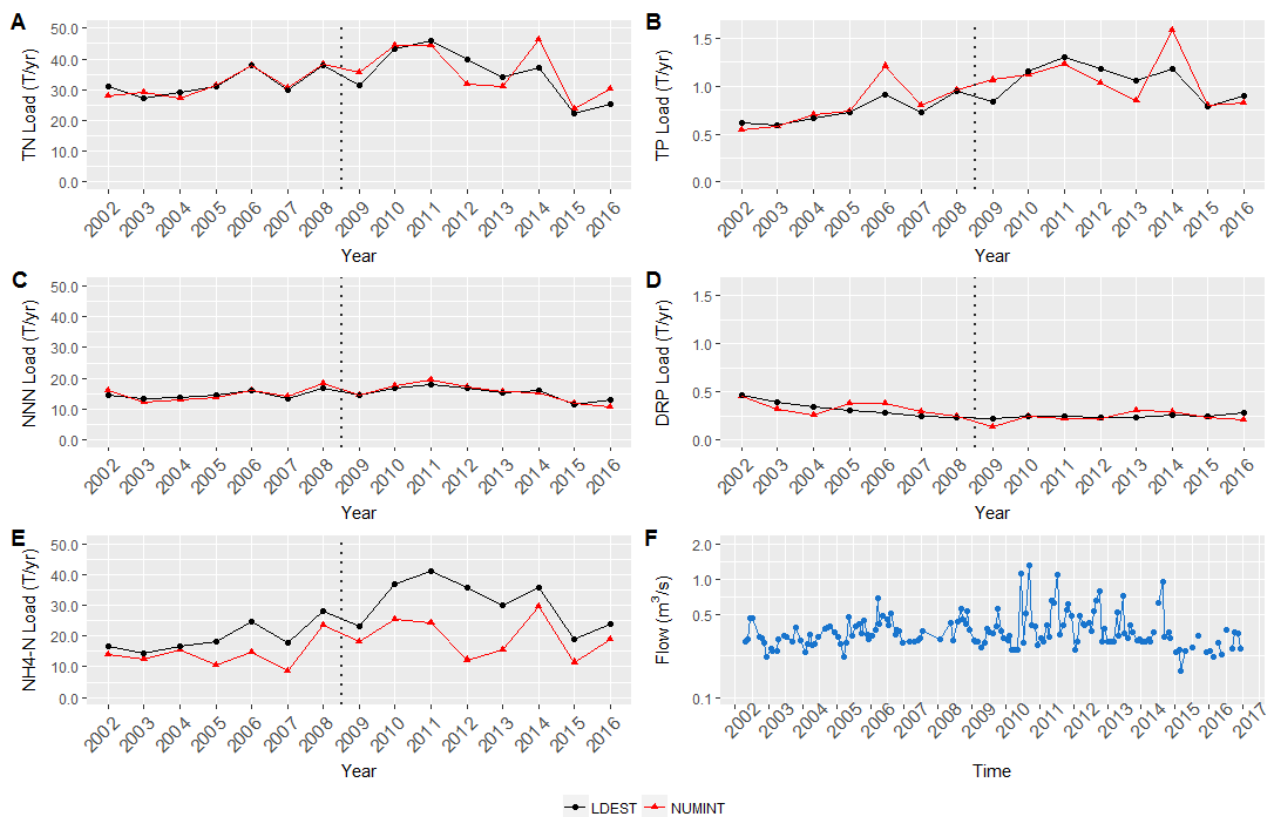 A
TN Load (T/yr)
50.0
40.0
30.0
20.0
10.0
0.0
2002 2003 2004 2005 2006 2007 2008 2009 2010 2011 2012 2013 2014 2015 2016
Year
B
TP Load (T/yr)
1.5
1.0
0.5
0.0
2002 2003 2004 2005 2006 2007 2008 2009 2010 2011 2012 2013 2014 2015 2016
Year
C
NNN Load (T/yr)
50.0
40.0
30.0
20.0
10.0
0.0
2002 2003 2004 2005 2006 2007 2008 2009 2010 2011 2012 2013 2014 2015 2016
Year
D
DRP Load (T/yr)
1.5
1.0
0.5
0.0
2002 2003 2004 2005 2006 2007 2008 2009 2010 2011 2012 2013 2014 2015 2016
Year
E
NH4-N Load (T/yr)
50.0
40.0
30.0
20.0
10.0
0.0
2002 2003 2004 2005 2006 2007 2008 2009 2010 2011 2012 2013 2014 2015 2016
Year
F
Flow (m³/s)
2.0
1.0
0.5
0.1
2002 2003 2004 2005 2006 2007 2008 2009 2010 2011 2012 2013 2014 2015 2016 2017
Time
LDEST NUMINT